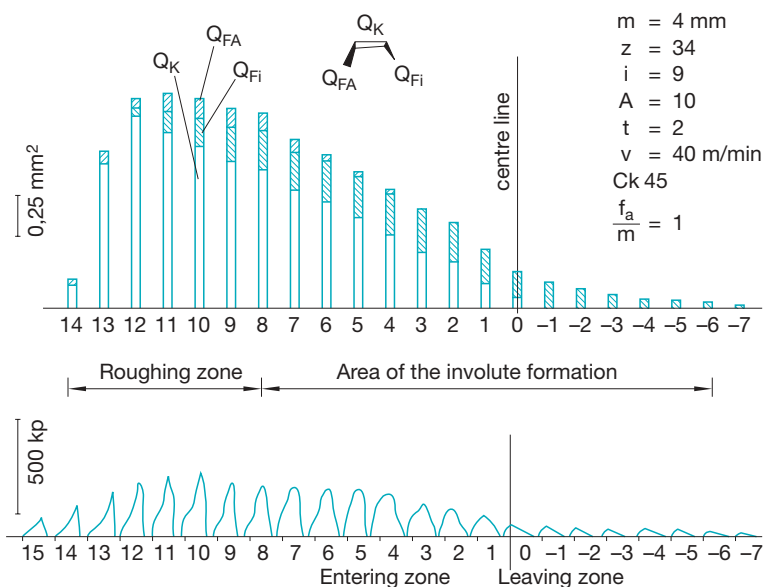 Q_K
Q_FA
Q_Fi
Q_K
Q_FA
Q_Fi
m = 4 mm
z = 34
i = 9
A = 10
t = 2
v = 40 m/min
Ck 45
f_a/m = 1
centre line
0,25 mm²
14 13 12 11 10 9 8 7 6 5 4 3 2 1 0 –1 –2 –3 –4 –5 –6 –7
Roughing zone
Area of the involute formation
500 kp
15 14 13 12 11 10 9 8 7 6 5 4 3 2 1 0 –1 –2 –3 –4 –5 –6 –7
Entering zone
Leaving zone